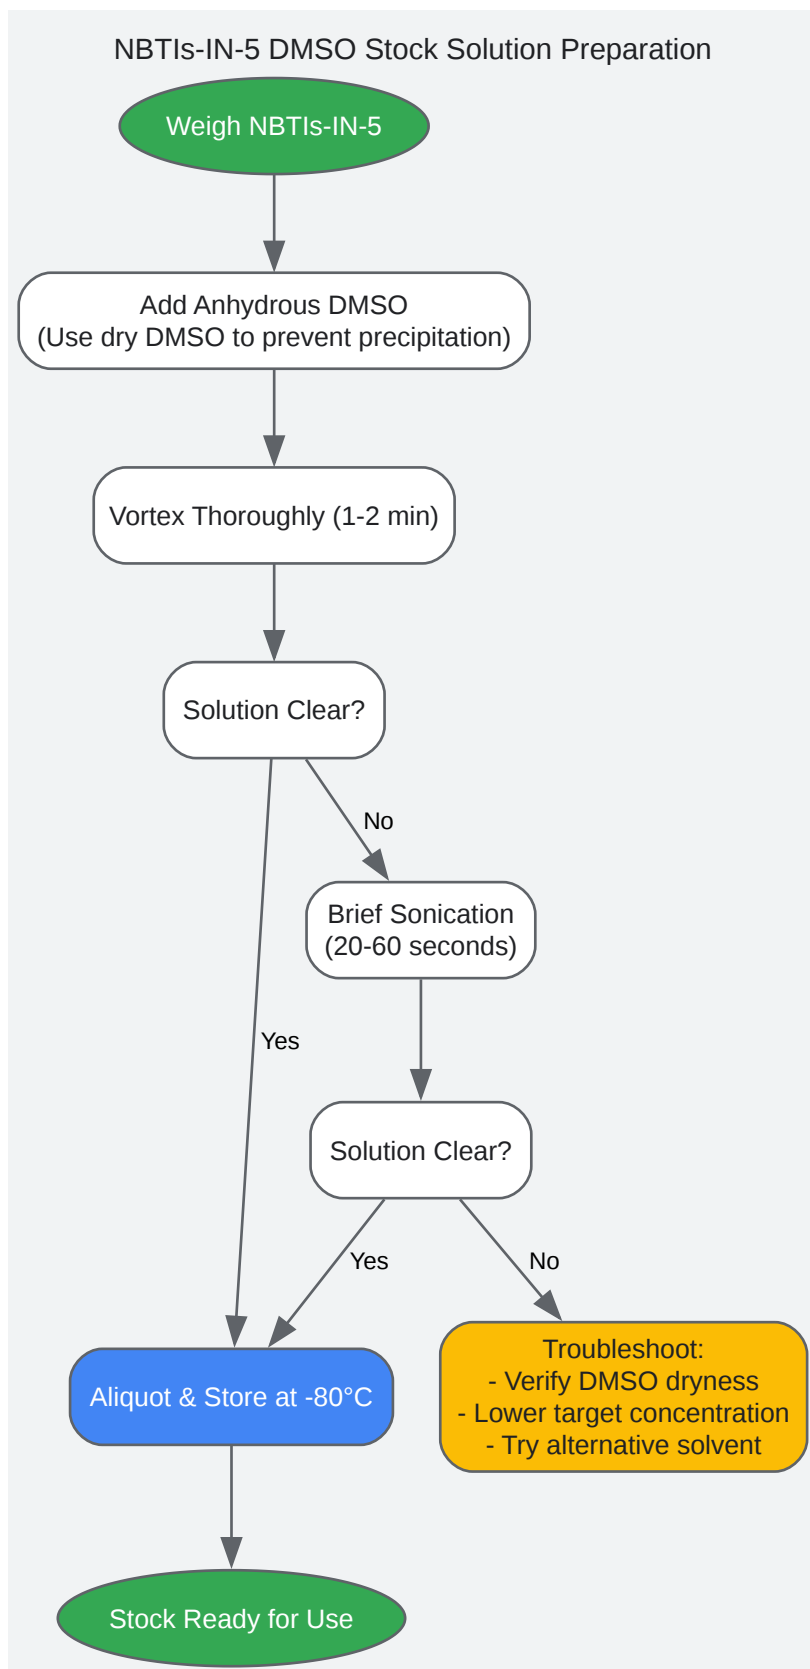 NBTIs-IN-5 DMSO Stock Solution Preparation
Weigh NBTIs-IN-5
Add Anhydrous DMSO
(Use dry DMSO to prevent precipitation)
Vortex Thoroughly (1-2 min)
Solution Clear?
No
Brief Sonication
(20-60 seconds)
Yes
Solution Clear?
Yes
No
Troubleshoot:
- Verify DMSO dryness
- Lower target concentration
- Try alternative solvent
Aliquot & Store at -80°C
Stock Ready for Use